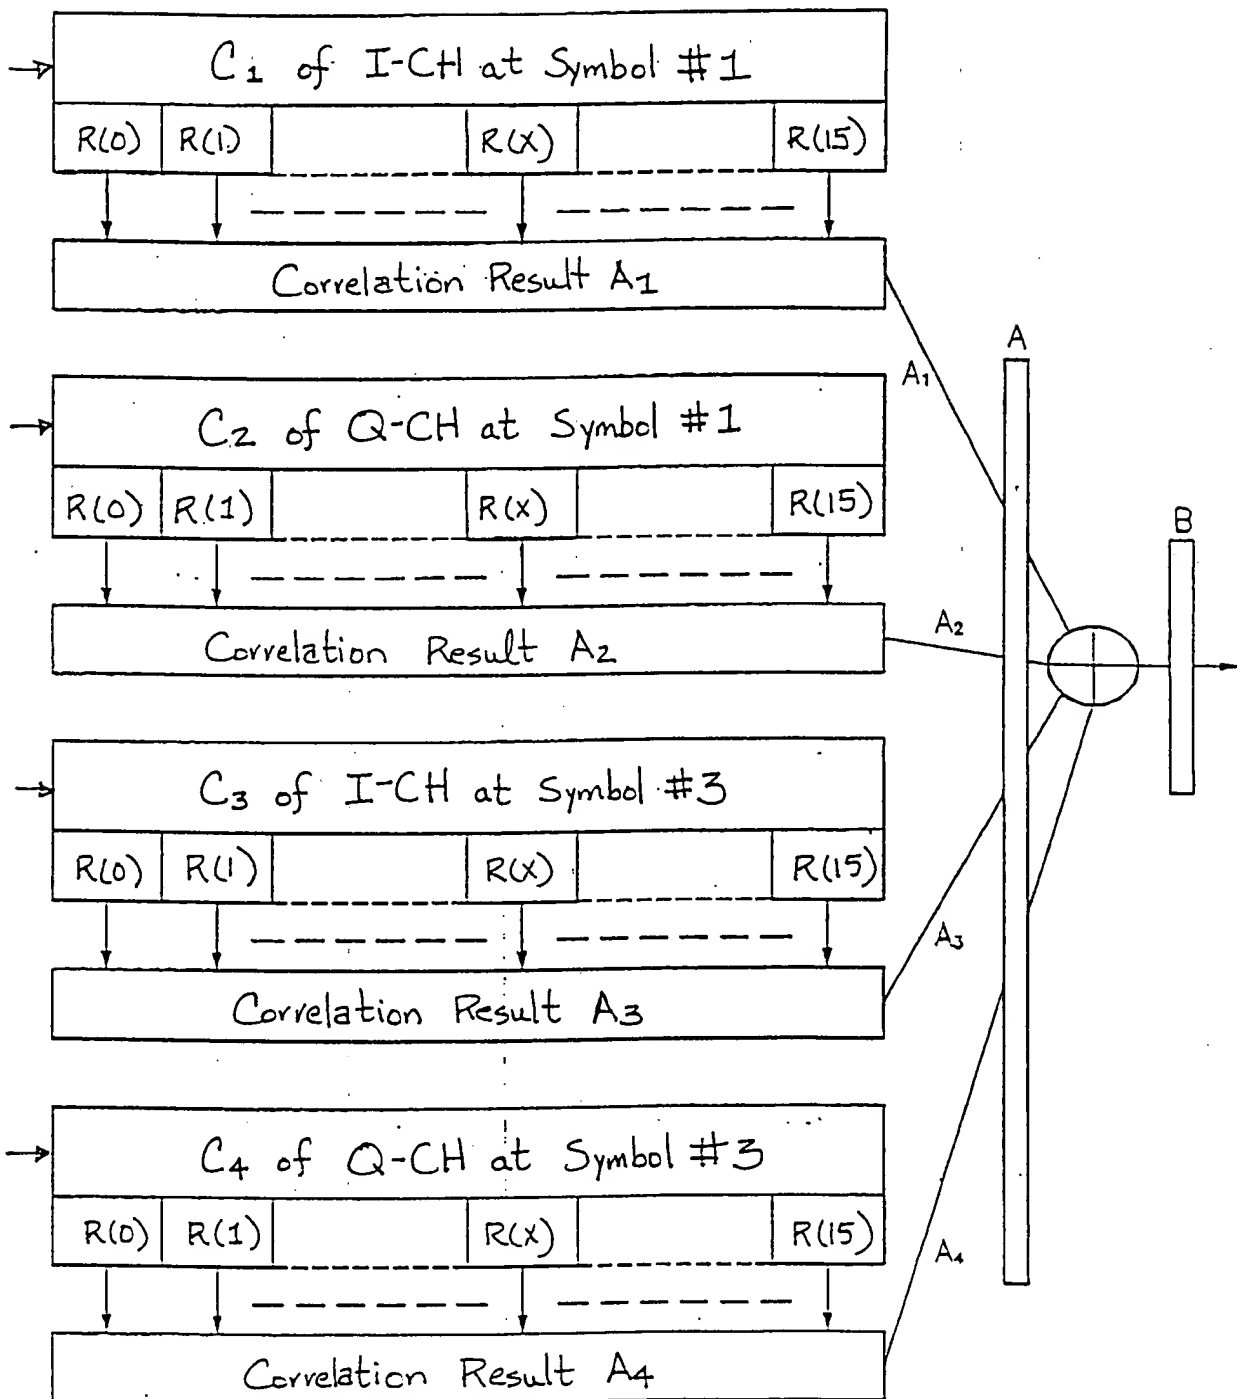 C1 of I-CH at Symbol #1
R(0) R(1) R(X) R(15)
Correlation Result A1
C2 of Q-CH at Symbol #1
R(0) R(1) R(X) R(15)
Correlation Result A2
C3 of I-CH at Symbol #3
R(0) R(1) R(X) R(15)
Correlation Result A3
C4 of Q-CH at Symbol #3
R(0) R(1) R(X) R(15)
Correlation Result A4
A1
A2
A3
A4
A
B